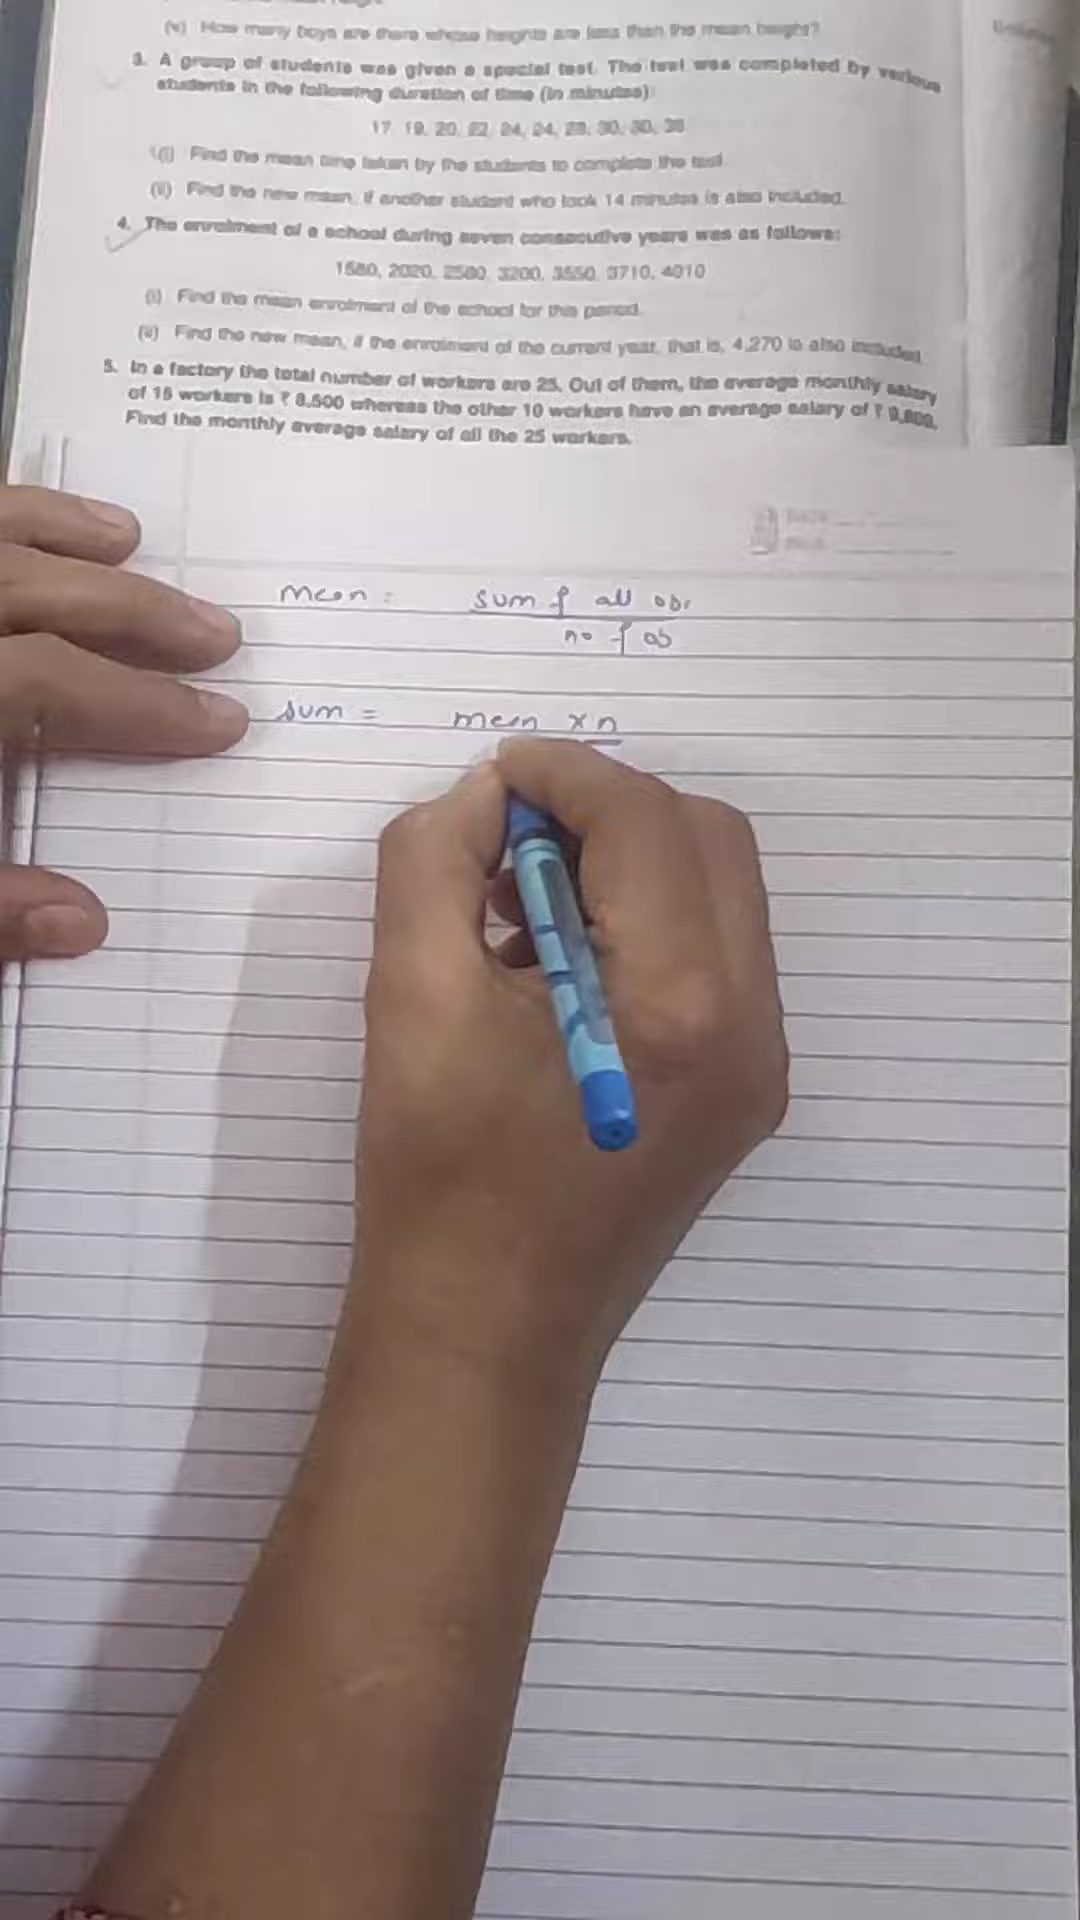 (v) How many boys are there whose heights are less than the mean height?
3. A group of students was given a special test. The test was completed by various
students in the following duration of time (in minutes):
17, 19, 20, 22, 24, 24, 28, 30, 30, 36
(i) Find the mean time taken by the students to complete the test.
(ii) Find the new mean, if another student who took 14 minutes is also included.
4. The enrolment of a school during seven consecutive years was as follows:
1580, 2020, 2580, 3200, 3550, 3710, 4010
(i) Find the mean enrolment of the school for this period.
(ii) Find the new mean, if the enrolment of the current year, that is, 4,270 is also included.
5. In a factory the total number of workers are 25. Out of them, the average monthly salary
of 15 workers is ₹ 8,500 whereas the other 10 workers have an average salary of ₹ 9,800.
Find the monthly average salary of all the 25 workers.
DATE
PAGE
mean = sum of all ob.
no of ob
sum = mean × n